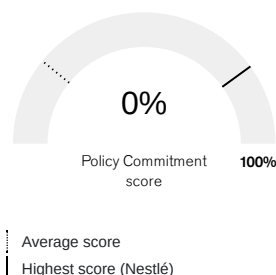 0%
Policy Commitment
score
100%
Average score
Highest score (Nestlé)